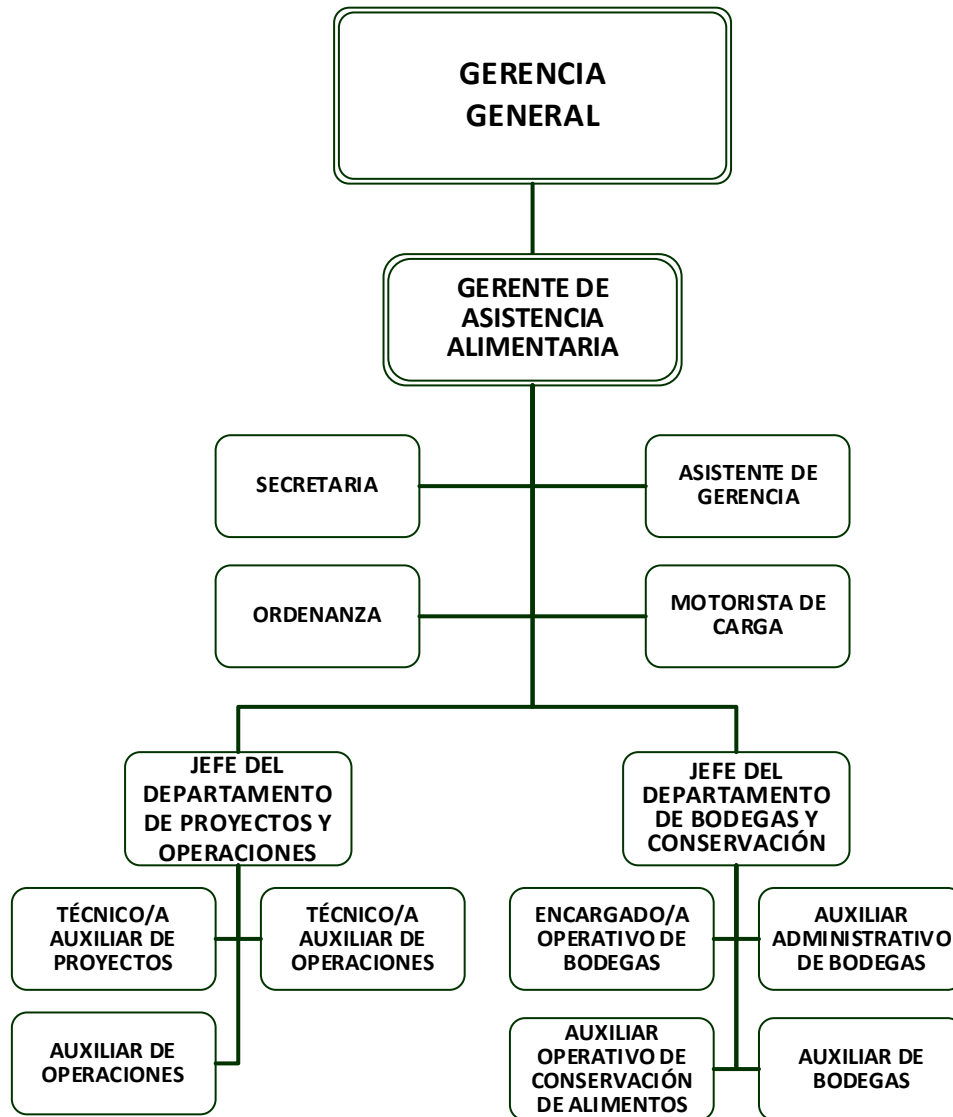 GERENCIA
GENERAL
GERENTE DE
ASISTENCIA
ALIMENTARIA
SECRETARIA
ASISTENTE DE
GERENCIA
ORDENANZA
MOTORISTA DE
CARGA
JEFE DEL
DEPARTAMENTO
DE PROYECTOS Y
OPERACIONES
JEFE DEL
DEPARTAMENTO
DE BODEGAS Y
CONSERVACIÓN
TÉCNICO/A
AUXILIAR DE
PROYECTOS
TÉCNICO/A
AUXILIAR DE
OPERACIONES
ENCARGADO/A
OPERATIVO DE
BODEGAS
AUXILIAR
ADMINISTRATIVO
DE BODEGAS
AUXILIAR DE
OPERACIONES
AUXILIAR
OPERATIVO DE
CONSERVACIÓN
DE ALIMENTOS
AUXILIAR DE
BODEGAS